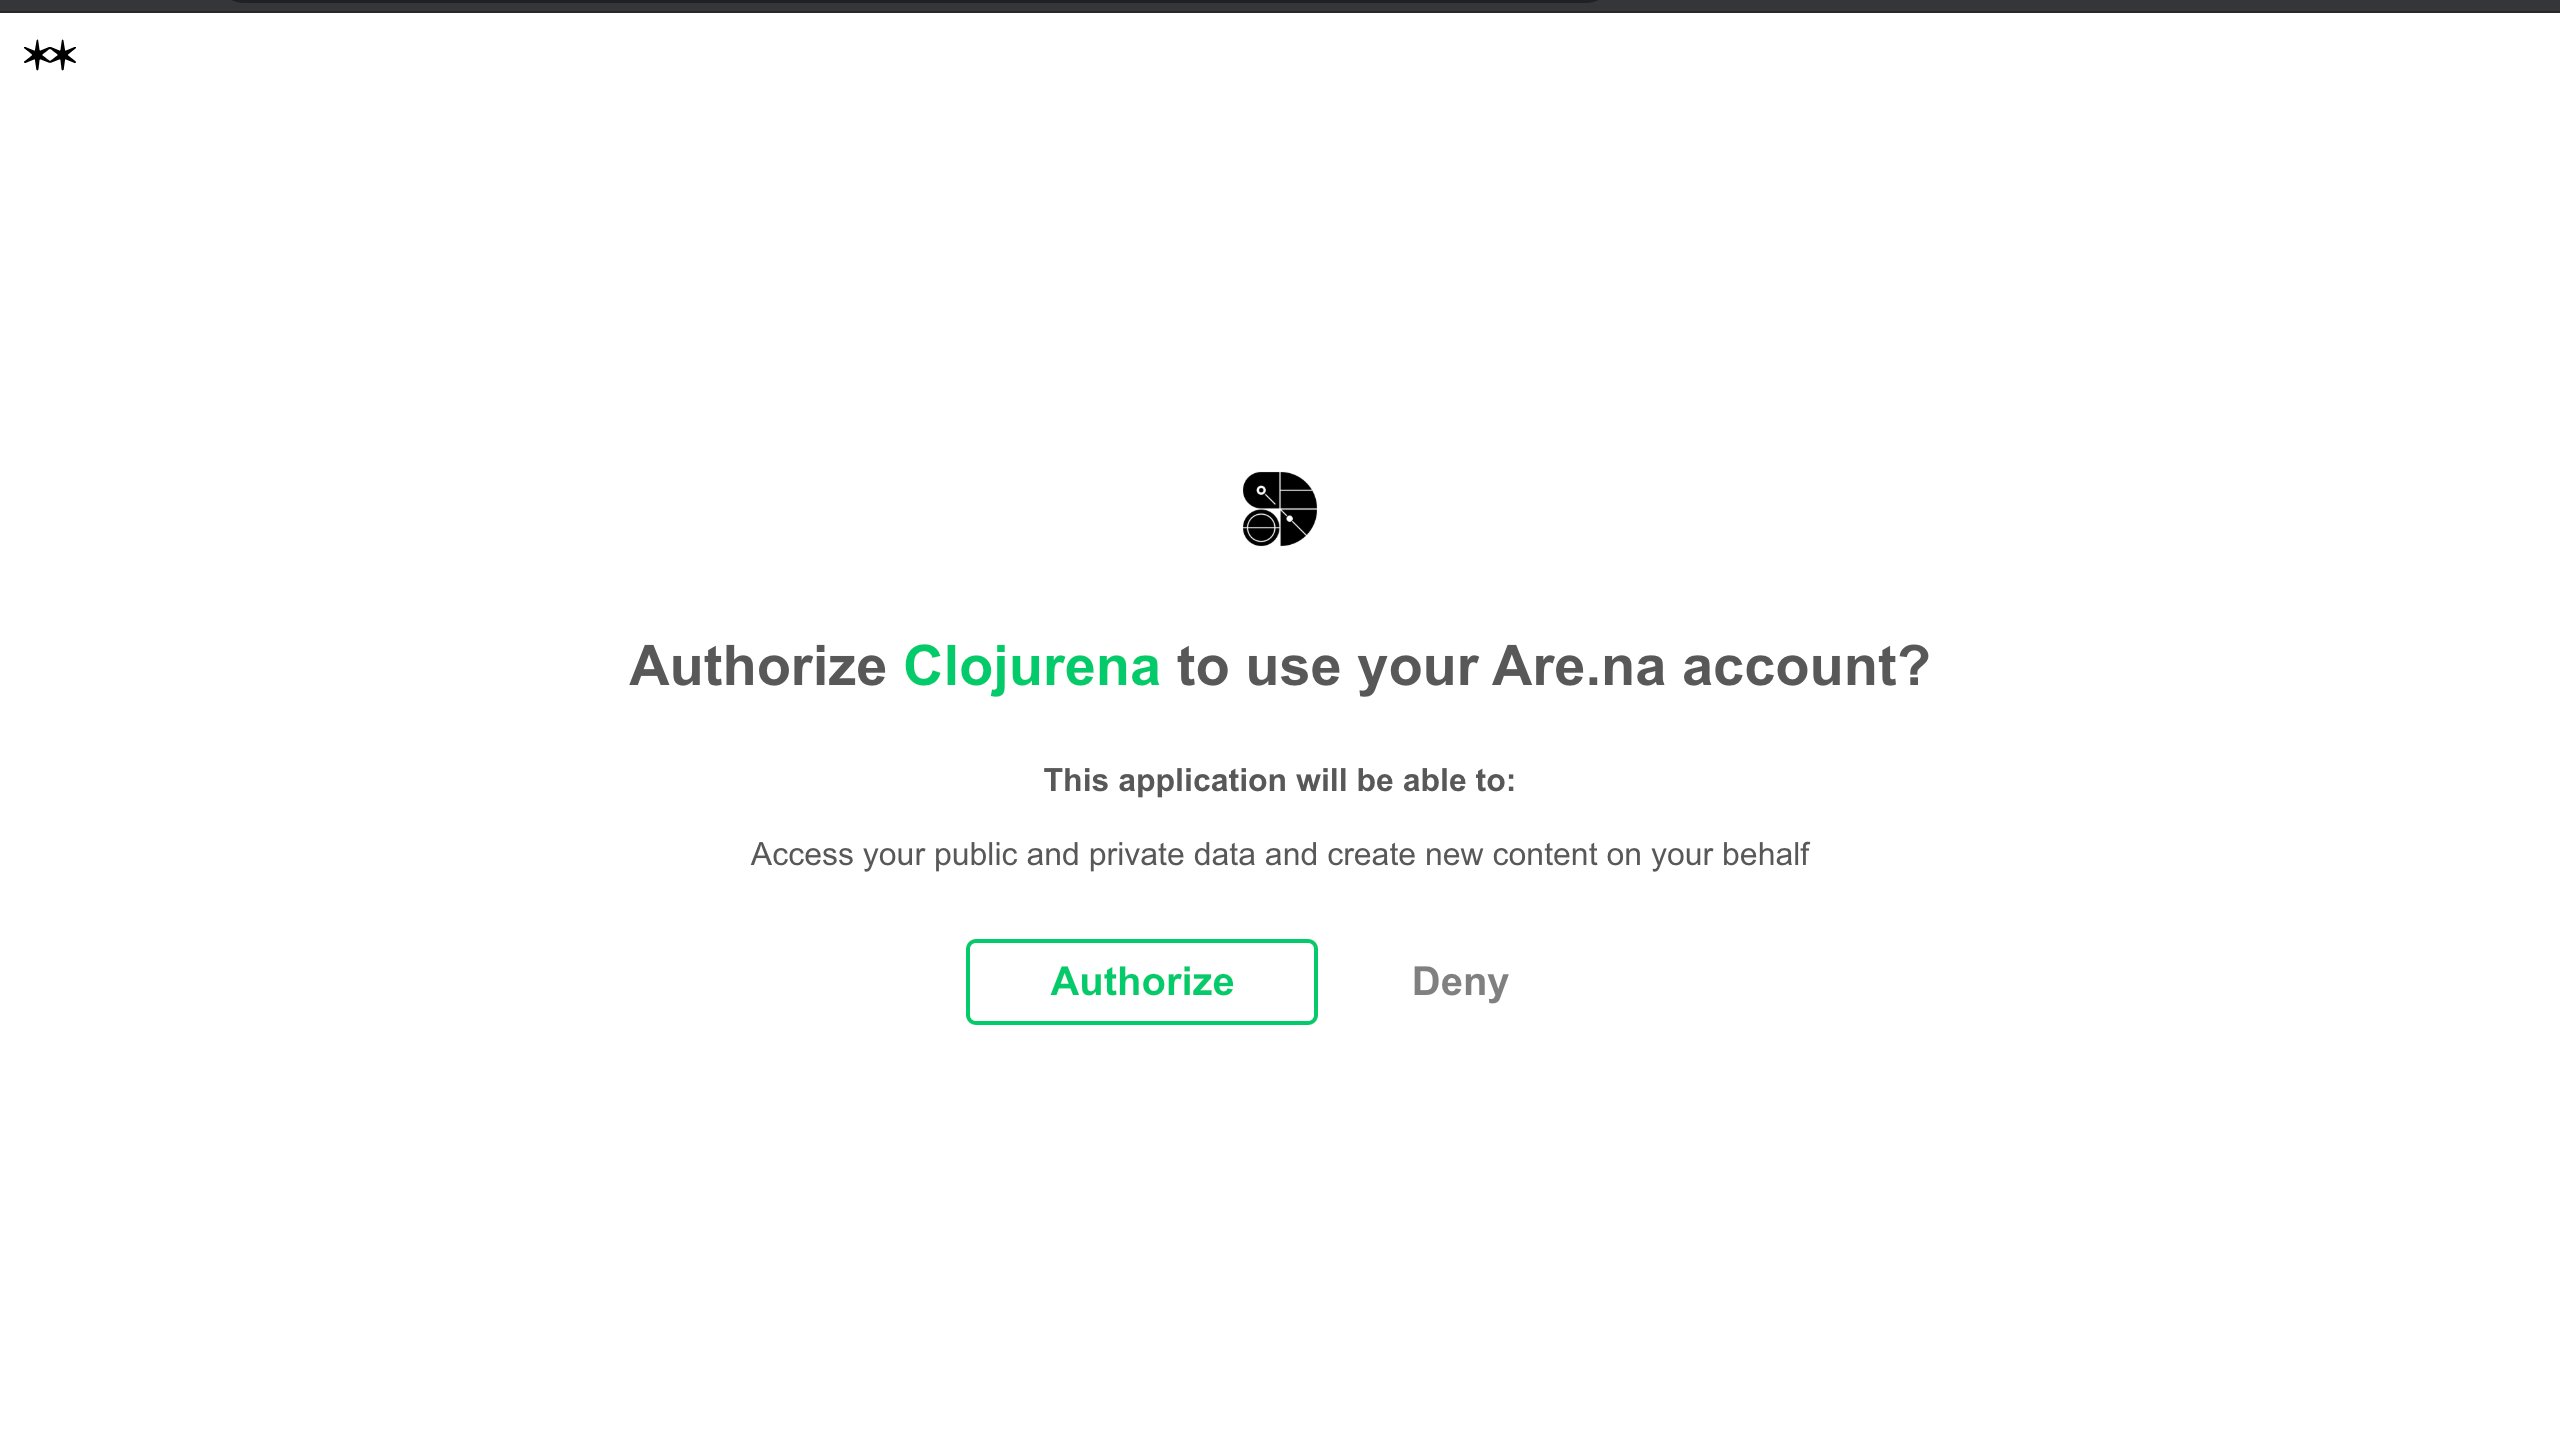 Authorize Clojurena to use your Are.na account?
This application will be able to:
Access your public and private data and create new content on your behalf
Authorize
Deny